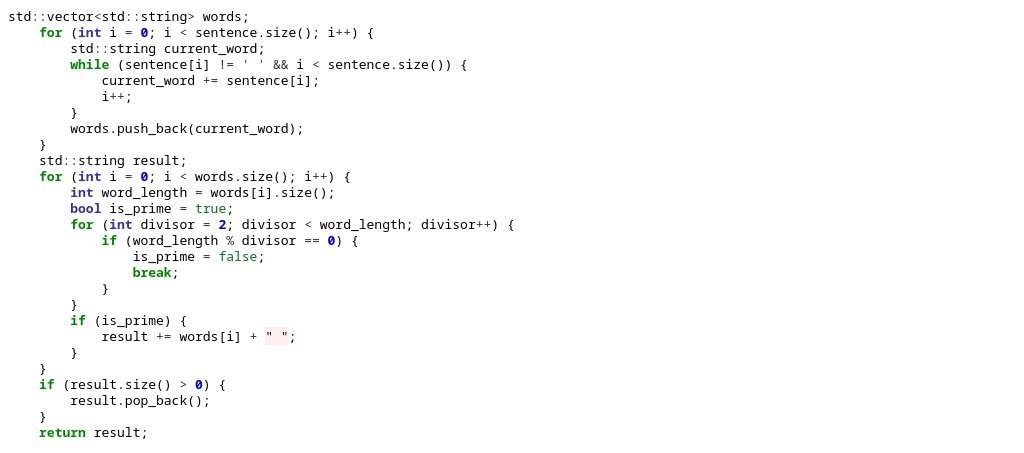 std::vector<std::string> words;
    for (int i = 0; i < sentence.size(); i++) {
        std::string current_word;
        while (sentence[i] != ' ' && i < sentence.size()) {
            current_word += sentence[i];
            i++;
        }
        words.push_back(current_word);
    }
    std::string result;
    for (int i = 0; i < words.size(); i++) {
        int word_length = words[i].size();
        bool is_prime = true;
        for (int divisor = 2; divisor < word_length; divisor++) {
            if (word_length % divisor == 0) {
                is_prime = false;
                break;
            }
        }
        if (is_prime) {
            result += words[i] + " ";
        }
    }
    if (result.size() > 0) {
        result.pop_back();
    }
    return result;